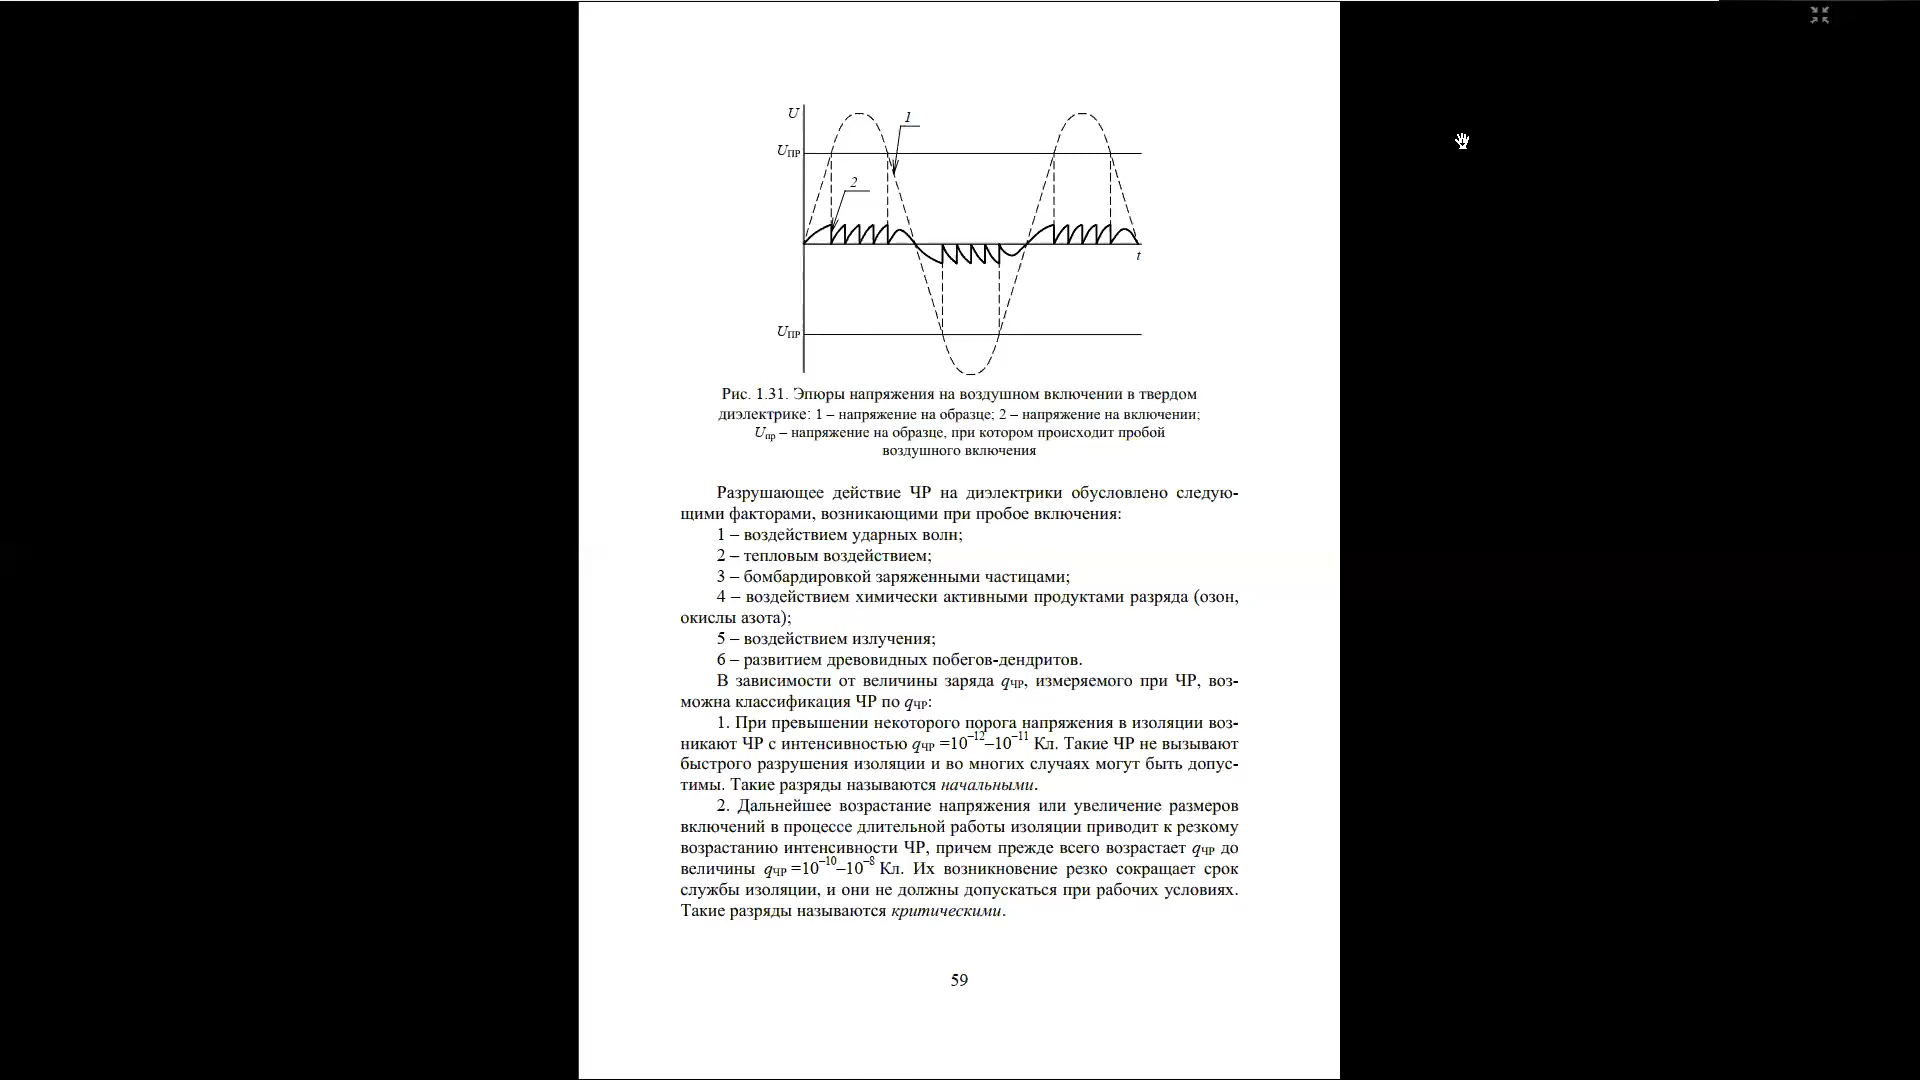 U
1
Uпр
2
t
Uпр
Рис. 1.31. Эпюры напряжения на воздушном включении в твердом
диэлектрике: 1 – напряжение на образце; 2 – напряжение на включении;
Uпр – напряжение на образце, при котором происходит пробой
воздушного включения
Разрушающее действие ЧР на диэлектрики обусловлено следую-
щими факторами, возникающими при пробое включения:
1 – воздействием ударных волн;
2 – тепловым воздействием;
3 – бомбардировкой заряженными частицами;
4 – воздействием химически активными продуктами разряда (озон,
окислы азота);
5 – воздействием излучения;
6 – развитием древовидных побегов-дендритов.
В зависимости от величины заряда qЧР, измеряемого при ЧР, воз-
можна классификация ЧР по qЧР:
1. При превышении некоторого порога напряжения в изоляции воз-
никают ЧР с интенсивностью qЧР =10⁻¹²–10⁻¹¹ Кл. Такие ЧР не вызывают
быстрого разрушения изоляции и во многих случаях могут быть допус-
тимы. Такие разряды называются начальными.
2. Дальнейшее возрастание напряжения или увеличение размеров
включений в процессе длительной работы изоляции приводит к резкому
возрастанию интенсивности ЧР, причем прежде всего возрастает qЧР до
величины qЧР =10⁻¹⁰–10⁻⁸ Кл. Их возникновение резко сокращает срок
службы изоляции, и они не должны допускаться при рабочих условиях.
Такие разряды называются критическими.
59